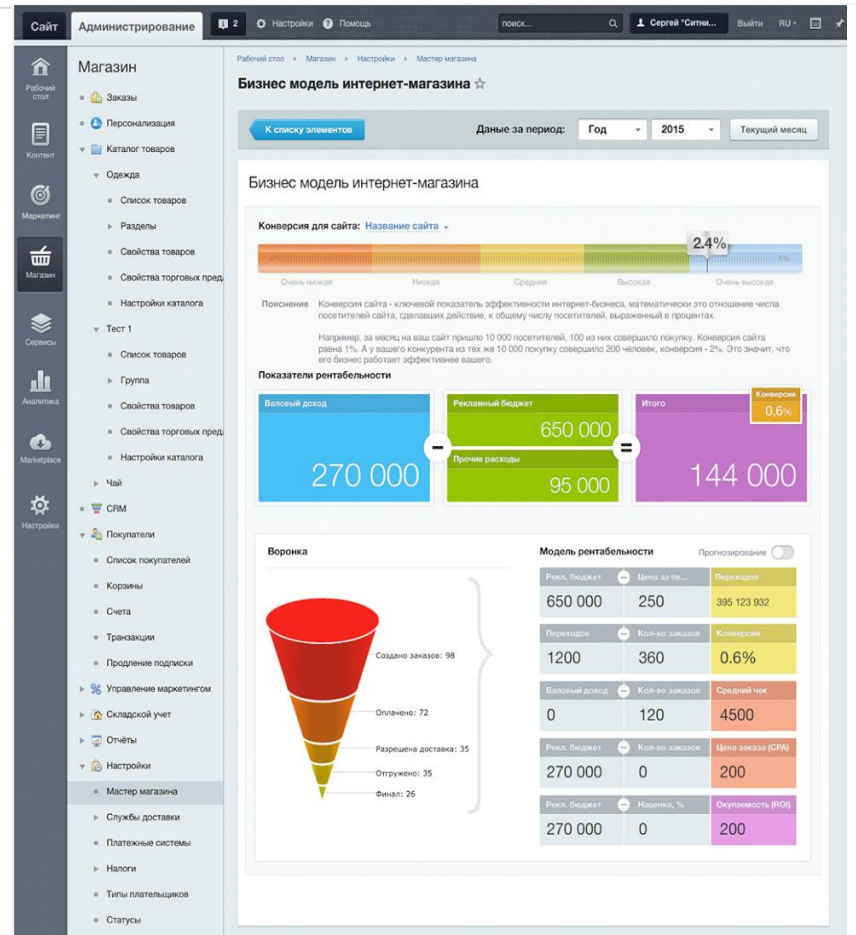 Сайт
Администрирование
2
Настройки
Помощь
поиск...
Сергей "Ситни...
Выйти
RU
Рабочий стол
Контент
Маркетинг
Магазин
Сервисы
Аналитика
Marketplace
Настройки
Магазин
Заказы
Персонализация
Каталог товаров
Одежда
Список товаров
Разделы
Свойства товаров
Свойства торговых пред
Настройки каталога
Тест 1
Список товаров
Группа
Свойства товаров
Свойства торговых пред
Настройки каталога
Чай
CRM
Покупатели
Список покупателей
Корзины
Счета
Транзакции
Продление подписки
Управление маркетингом
Складской учет
Отчёты
Настройки
Мастер магазина
Службы доставки
Платежные системы
Налоги
Типы плательщиков
Статусы
Рабочий стол Магазин Настройки Мастер магазина
Бизнес модель интернет-магазина
К списку элементов
Даные за период:
Год
2015
Текущий месяц
Бизнес модель интернет-магазина
Конверсия для сайта: Название сайта
2.4%
0%
6%
Очень низкая
Низкая
Средняя
Высокая
Очень высокая
Пояснение
Конверсия сайта - ключевой показатель эффективности интернет-бизнеса, математически это отношение числа
посетителей сайта, сделавших действие, к общему числу посетителей, выраженный в процентах.
Например, за месяц на ваш сайт пришло 10 000 посетителей, 100 из них совершило покупку. Конверсия сайта
равна 1%. А у вашего конкурента из тех же 10 000 покупку совершило 200 человек, конверсия - 2%. Это значит, что
его бизнес работает эффективнее вашего.
Показатели рентабельности
Валовый доход
270 000
−
Рекламный бюджет
650 000
Прочие расходы
95 000
=
Итого
Конверсия
0,6%
144 000
Воронка
Создано заказов: 98
Оплачено: 72
Разрешена доставка: 35
Отгружено: 35
Финал: 26
Модель рентабельности
Прогнозирование
Рекл. бюджет Цена за пе... Переходов
650 000 250 395 123 932
Переходов Кол-во заказов Конверсия
1200 360 0.6%
Валовый доход Кол-во заказов Средний чек
0 120 4500
Рекл. бюджет Кол-во заказов Цена заказа (CPA)
270 000 0 200
Рекл. бюджет Наценка, % Окупаемость (ROI)
270 000 0 200